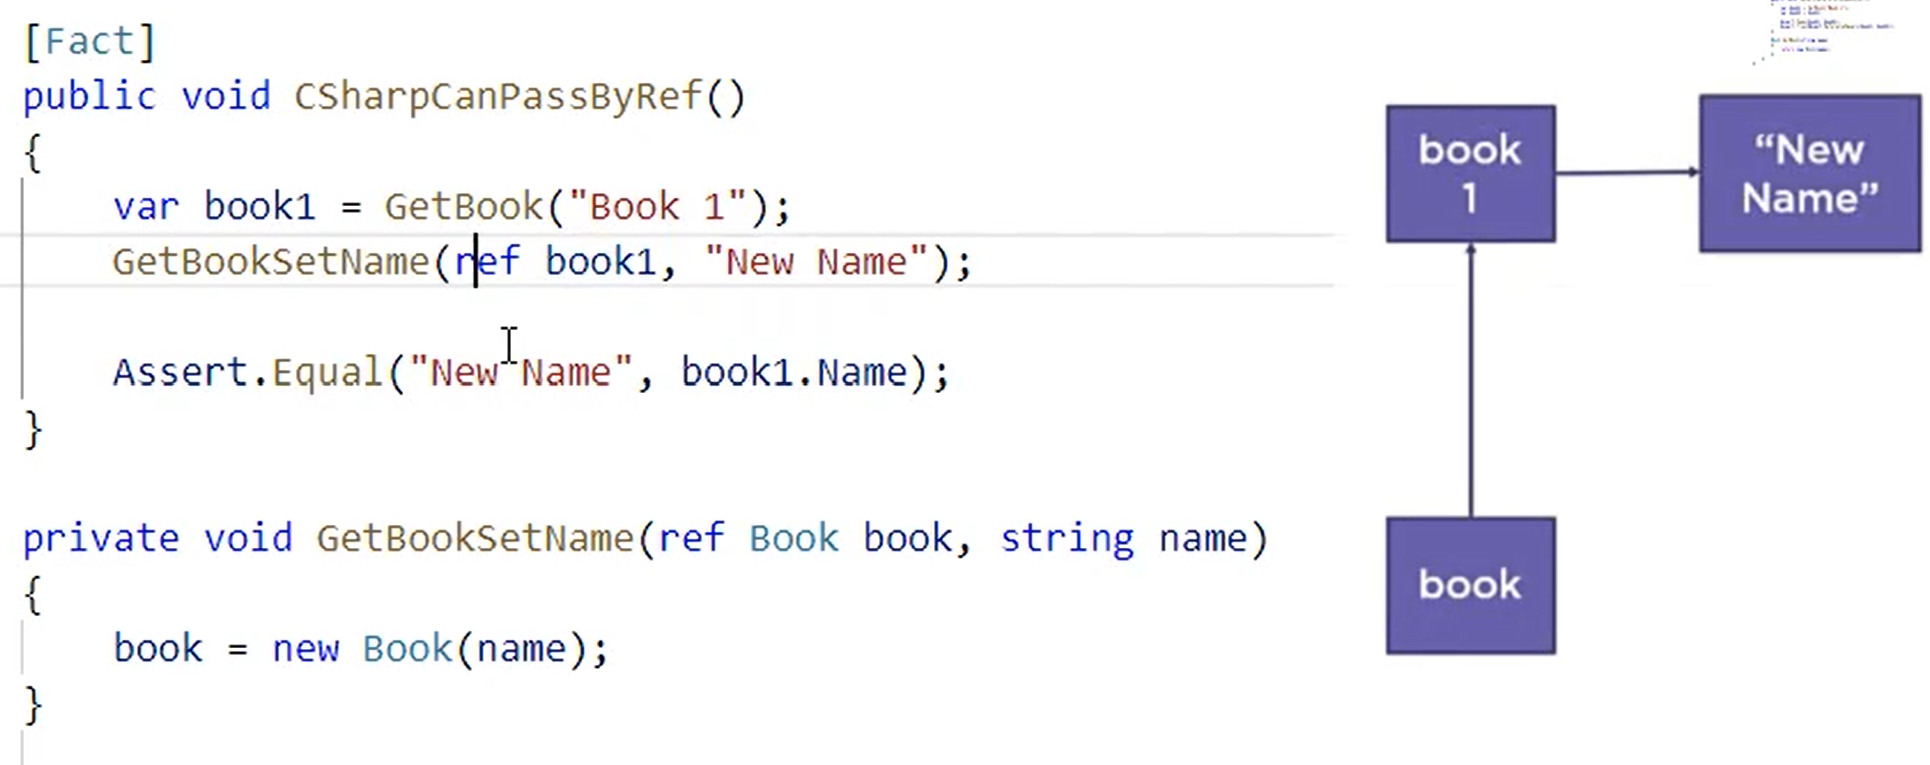 [Fact]
public void CSharpCanPassByRef()
{
    var book1 = GetBook("Book 1");
    GetBookSetName(ref book1, "New Name");
    Assert.Equal("New Name", book1.Name);
}
private void GetBookSetName(ref Book book, string name)
{
    book = new Book(name);
}
book
1
“New
Name”
book